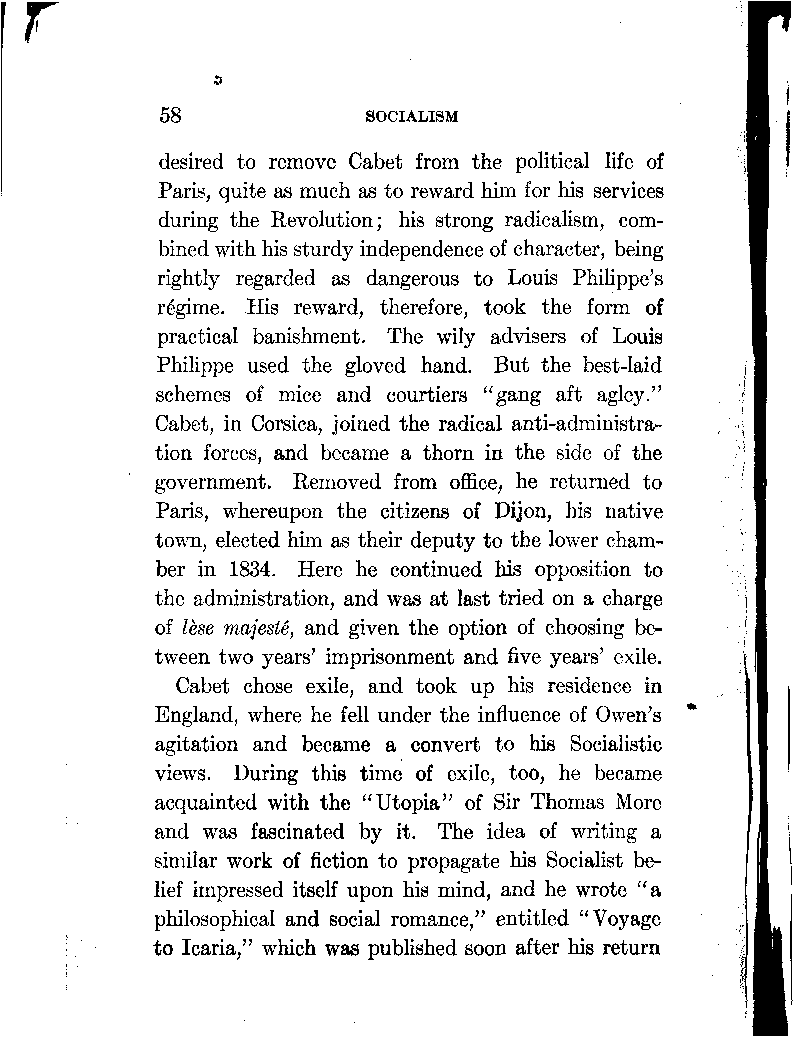 58 SOCIALISM
desired to remove Cabet from the political life of
Paris, quite as much as to reward him for his services
during the Revolution; his strong radicalism, com-
bined with his sturdy independence of character, being
rightly regarded as dangerous to Louis Philippe's
régime. His reward, therefore, took the form of
practical banishment. The wily advisers of Louis
Philippe used the gloved hand. But the best-laid
schemes of mice and courtiers "gang aft agley."
Cabet, in Corsica, joined the radical anti-administra-
tion forces, and became a thorn in the side of the
government. Removed from office, he returned to
Paris, whereupon the citizens of Dijon, his native
town, elected him as their deputy to the lower cham-
ber in 1834. Here he continued his opposition to
the administration, and was at last tried on a charge
of lèse majesté, and given the option of choosing be-
tween two years' imprisonment and five years' exile.
Cabet chose exile, and took up his residence in
England, where he fell under the influence of Owen's
agitation and became a convert to his Socialistic
views. During this time of exile, too, he became
acquainted with the "Utopia" of Sir Thomas More
and was fascinated by it. The idea of writing a
similar work of fiction to propagate his Socialist be-
lief impressed itself upon his mind, and he wrote "a
philosophical and social romance," entitled "Voyage
to Icaria," which was published soon after his return